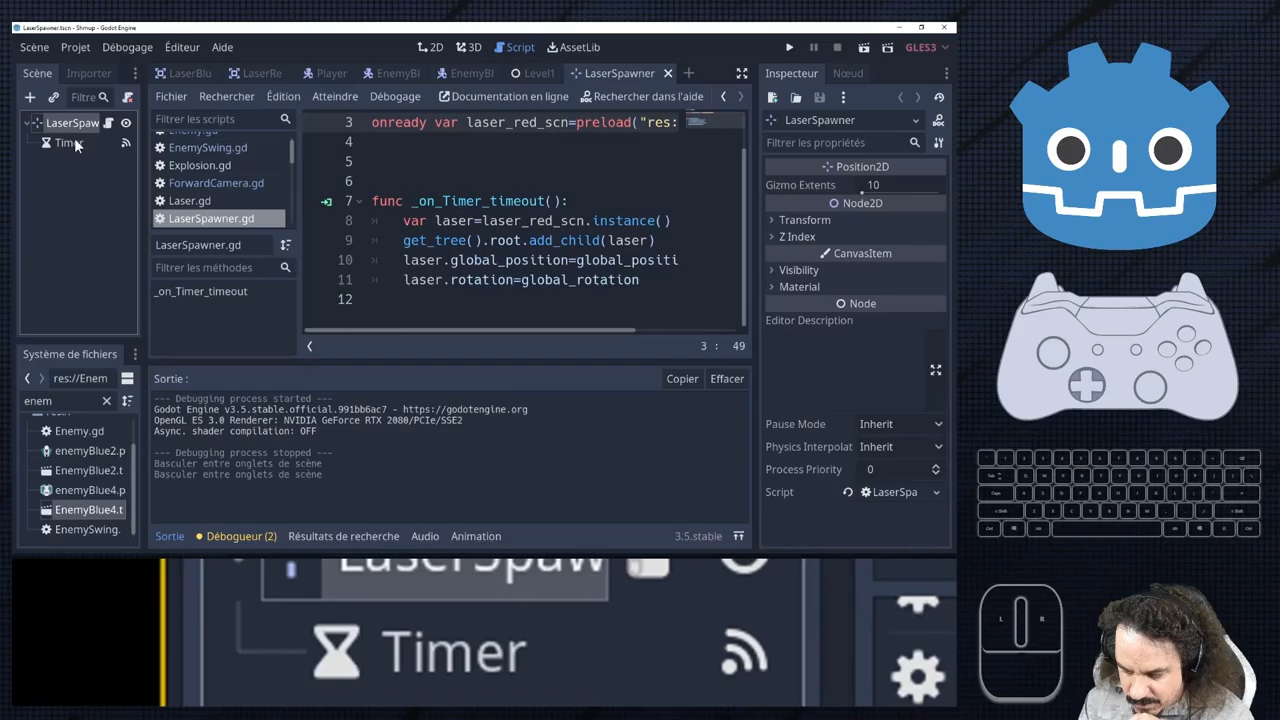 LaserSpawner.tscn - Shmup - Godot Engine
Scène Projet Débogage Éditeur Aide
2D 3D Script AssetLib
GLES3
Scène Importer
Filtre
LaserSpaw
Timer
LaserBlu LaserRe Player EnemyBl EnemyBl Level1 LaserSpawner
Fichier Rechercher Édition Atteindre Débogage Documentation en ligne Rechercher dans l'aide
Filtrer les scripts
Enemy.gd
EnemySwing.gd
Explosion.gd
ForwardCamera.gd
Laser.gd
LaserSpawner.gd
LaserSpawner.gd
Filtrer les méthodes
_on_Timer_timeout
3 onready var laser_red_scn=preload("res:
4
5
6
7 func _on_Timer_timeout():
8 var laser=laser_red_scn.instance()
9 get_tree().root.add_child(laser)
10 laser.global_position=global_positi
11 laser.rotation=global_rotation
12
3 : 49
Inspecteur Nœud
LaserSpawner
Filtrer les propriétés
Position2D
Gizmo Extents 10
Node2D
Transform
Z Index
CanvasItem
Visibility
Material
Node
Editor Description
Pause Mode Inherit
Physics Interpolat Inherit
Process Priority 0
Script LaserSpa
Système de fichiers
res://Enem
enem
Enemy.gd
enemyBlue2.p
EnemyBlue2.t
enemyBlue4.p
EnemyBlue4.t
EnemySwing.
Sortie :
Copier Effacer
--- Debugging process started ---
Godot Engine v3.5.stable.official.991bb6ac7 - https://godotengine.org
OpenGL ES 3.0 Renderer: NVIDIA GeForce RTX 2080/PCIe/SSE2
Async. shader compilation: OFF
--- Debugging process stopped ---
Basculer entre onglets de scène
Basculer entre onglets de scène
Sortie Débogueur (2) Résultats de recherche Audio Animation 3.5.stable
LaserSpaw
Timer
L R